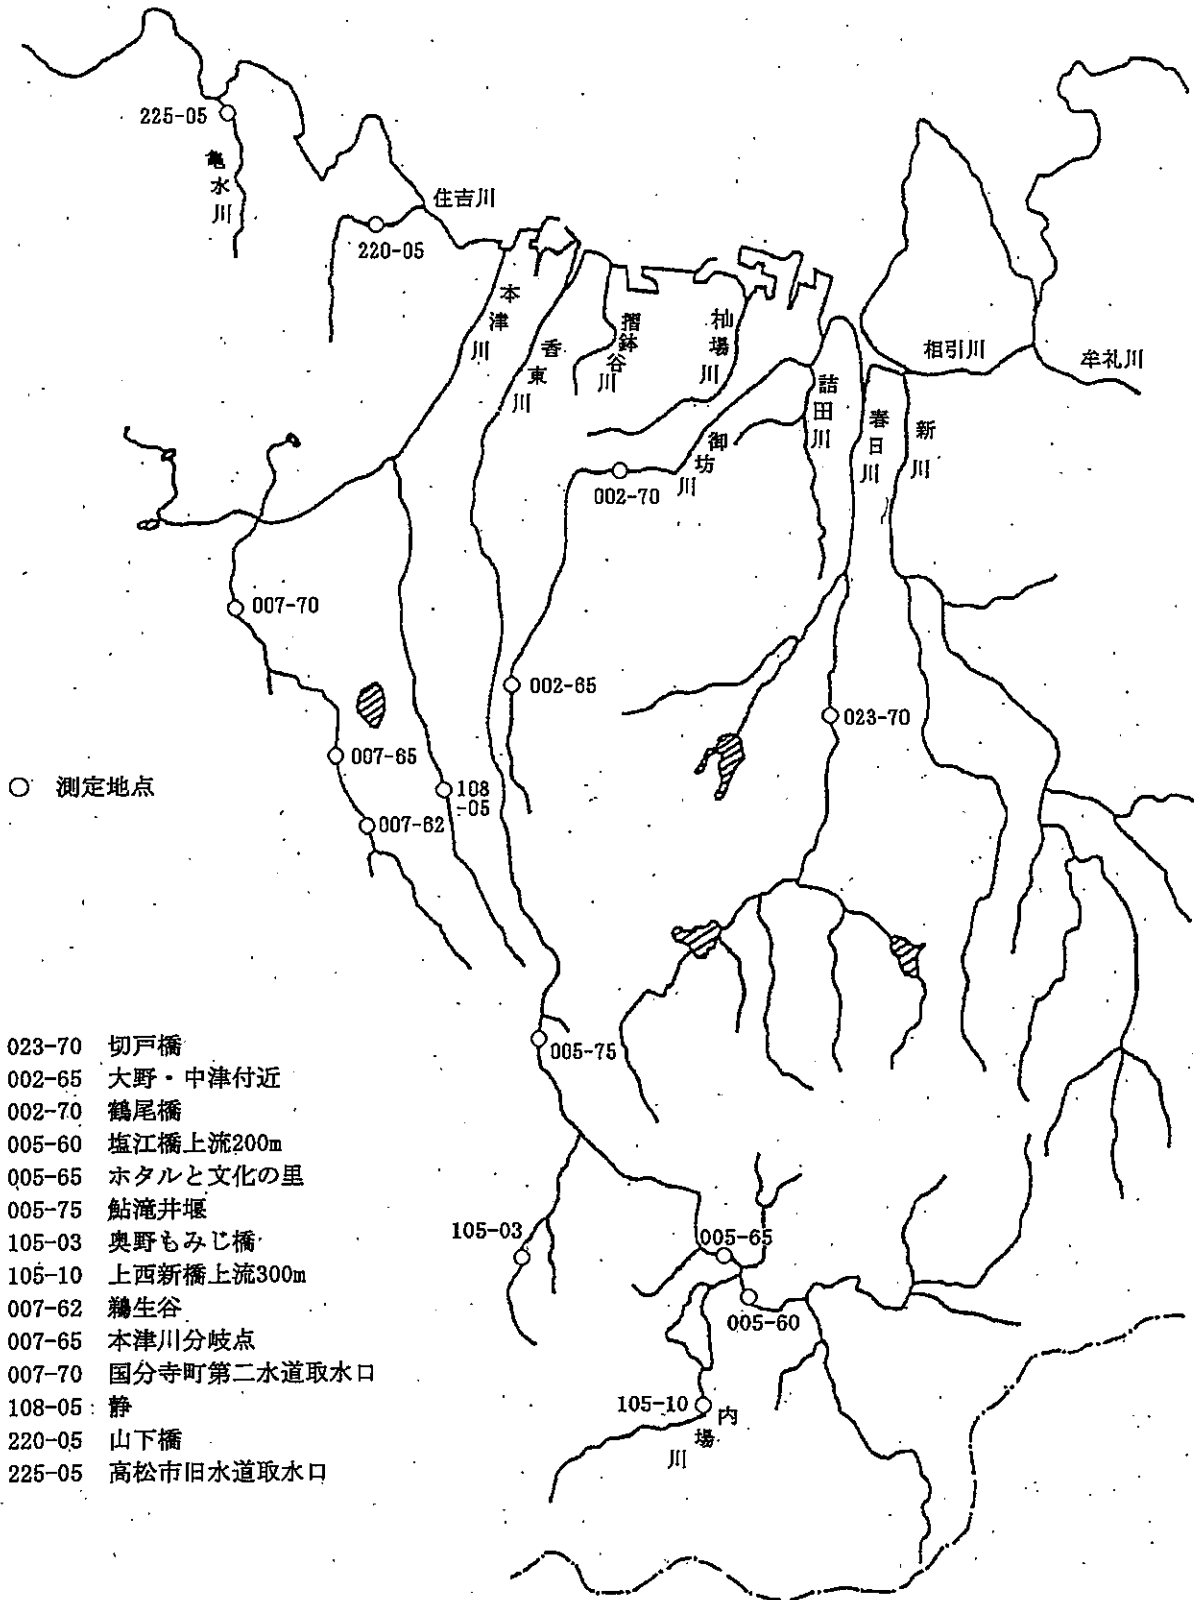 225-05
亀水川
住吉川
220-05
本津川
香東川
摺鉢谷川
杣場川
御坊川
詰田川
春日川
新川
相引川
牟礼川
002-70
007-70
002-65
023-70
007-65
108
-05
007-62
005-75
105-03
005-65
005-60
105-10
内場川
○ 測定地点
023-70 切戸橋
002-65 大野・中津付近
002-70 鶴尾橋
005-60 塩江橋上流200m
005-65 ホタルと文化の里
005-75 鮎滝井堰
105-03 奥野もみじ橋
105-10 上西新橋上流300m
007-62 鵜生谷
007-65 本津川分岐点
007-70 国分寺町第二水道取水口
108-05 静
220-05 山下橋
225-05 高松市旧水道取水口